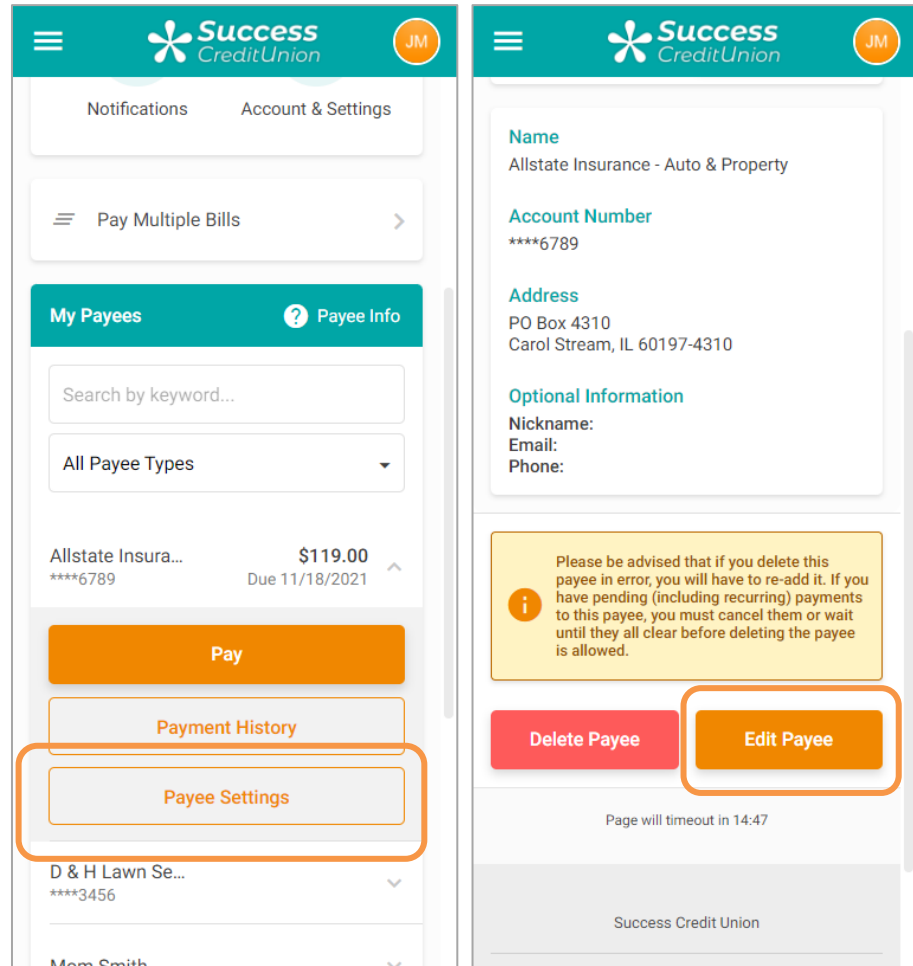 Success
CreditUnion
JM
Notifications
Account & Settings
Pay Multiple Bills
My Payees
? Payee Info
Search by keyword...
All Payee Types
Allstate Insura...
$119.00
****6789
Due 11/18/2021
Pay
Payment History
Payee Settings
D & H Lawn Se...
****3456
Mom Smith
Success
CreditUnion
JM
Name
Allstate Insurance - Auto & Property
Account Number
****6789
Address
PO Box 4310
Carol Stream, IL 60197-4310
Optional Information
Nickname:
Email:
Phone:
Please be advised that if you delete this
payee in error, you will have to re-add it. If you
have pending (including recurring) payments
to this payee, you must cancel them or wait
until they all clear before deleting the payee
is allowed.
Delete Payee
Edit Payee
Page will timeout in 14:47
Success Credit Union